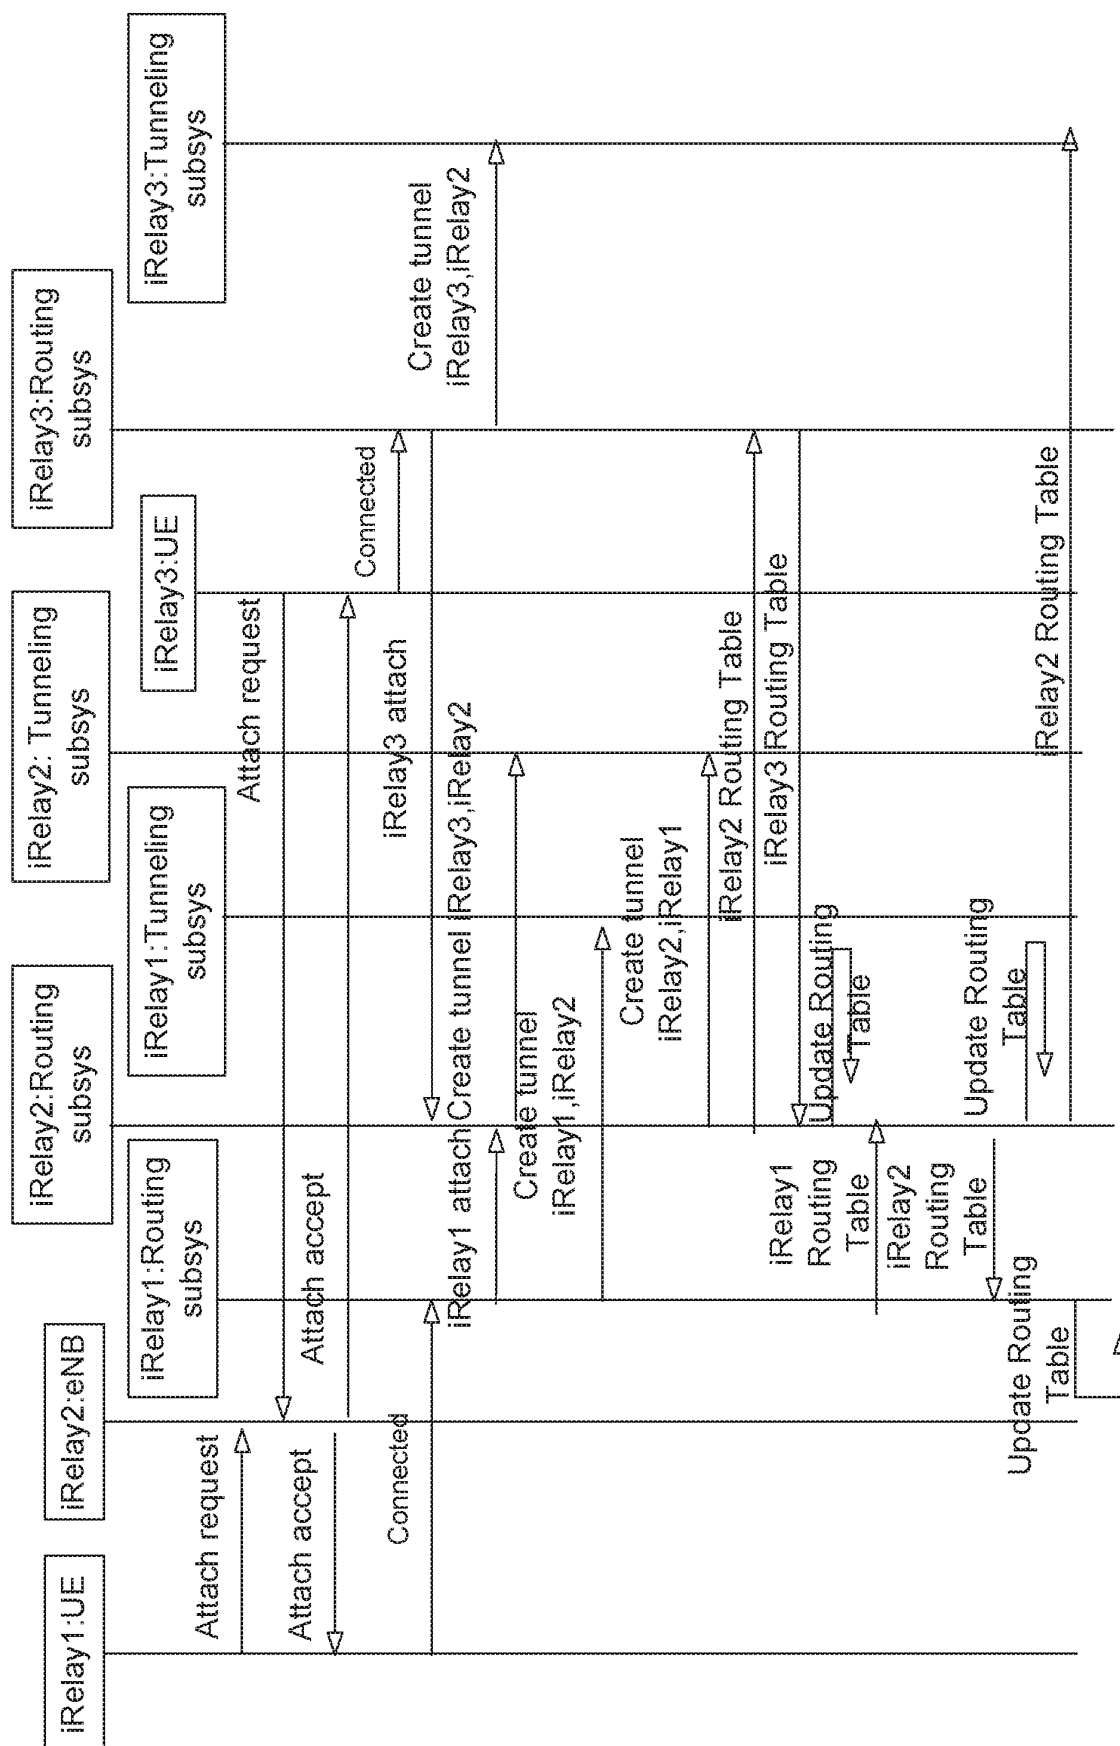 iRelay1:UE
iRelay2:eNB
iRelay1:Routing
subsys
iRelay2:Routing
subsys
iRelay1:Tunneling
subsys
iRelay2: Tunneling
subsys
iRelay3:UE
iRelay3:Routing
subsys
iRelay3:Tunneling
subsys
Attach request
Attach request
Attach accept
Attach accept
Connected
Connected
iRelay3 attach
iRelay1 attach
Create tunnel iRelay3,iRelay2
Create tunnel
iRelay3,iRelay2
Create tunnel
iRelay1,iRelay2
Create tunnel
iRelay2,iRelay1
iRelay2 Routing Table
iRelay3 Routing Table
Update Routing
Table
iRelay1
Routing
Table
iRelay2
Routing
Table
Update Routing
Table
iRelay2 Routing Table
Update Routing
Table